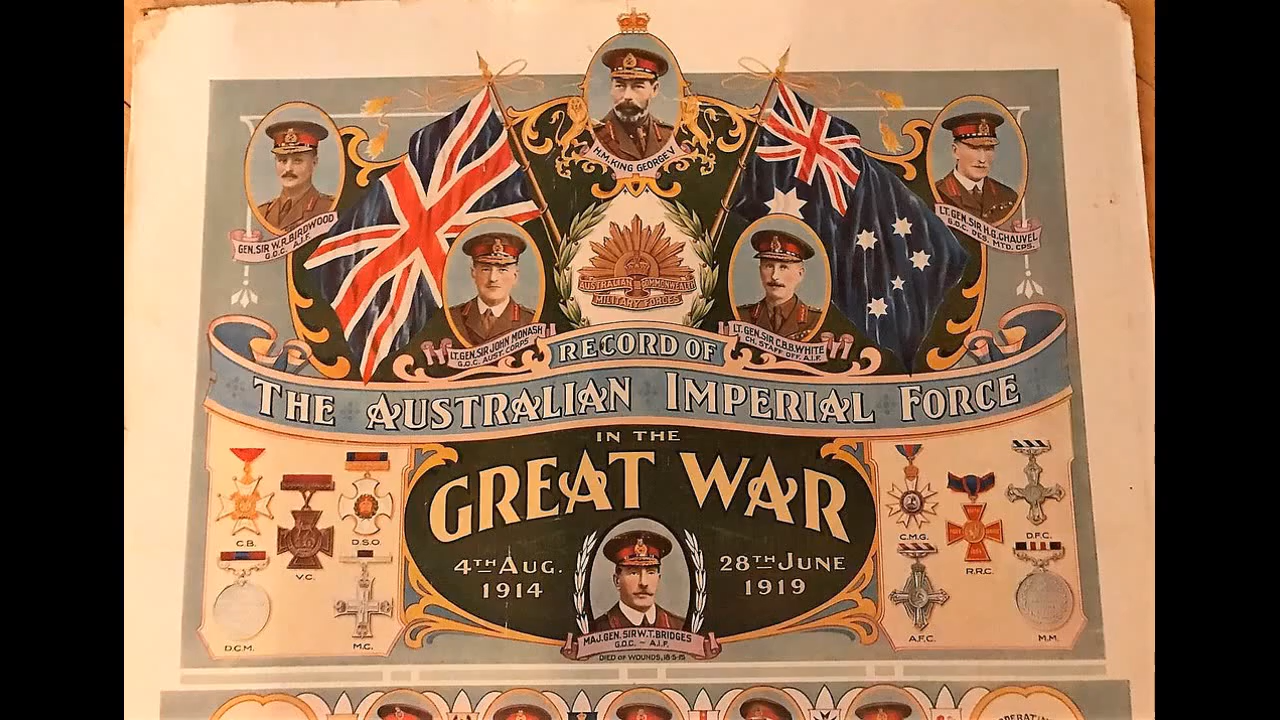 H.M. KING GEORGE V
GEN. SIR W.R. BIRDWOOD
G.O.C. A.I.F.
LT. GEN. SIR H.G. CHAUVEL
G.O.C. DES. MTD. CPS.
AUSTRALIAN COMMONWEALTH
MILITARY FORCES
LT. GEN. SIR JOHN MONASH
G.O.C. AUST. CORPS
LT. GEN. SIR C.B.B. WHITE
CH. STAFF OFF. A.I.F.
RECORD OF
THE AUSTRALIAN IMPERIAL FORCE
IN THE
GREAT WAR
4TH AUG.
1914
28TH JUNE
1919
C.B.
V.C.
D.S.O.
D.C.M.
M.C.
C.M.G.
R.R.C.
D.F.C.
A.F.C.
M.M.
MAJ. GEN. SIR W.T. BRIDGES
G.O.C. – A.I.F.
DIED OF WOUNDS, 18-5-15